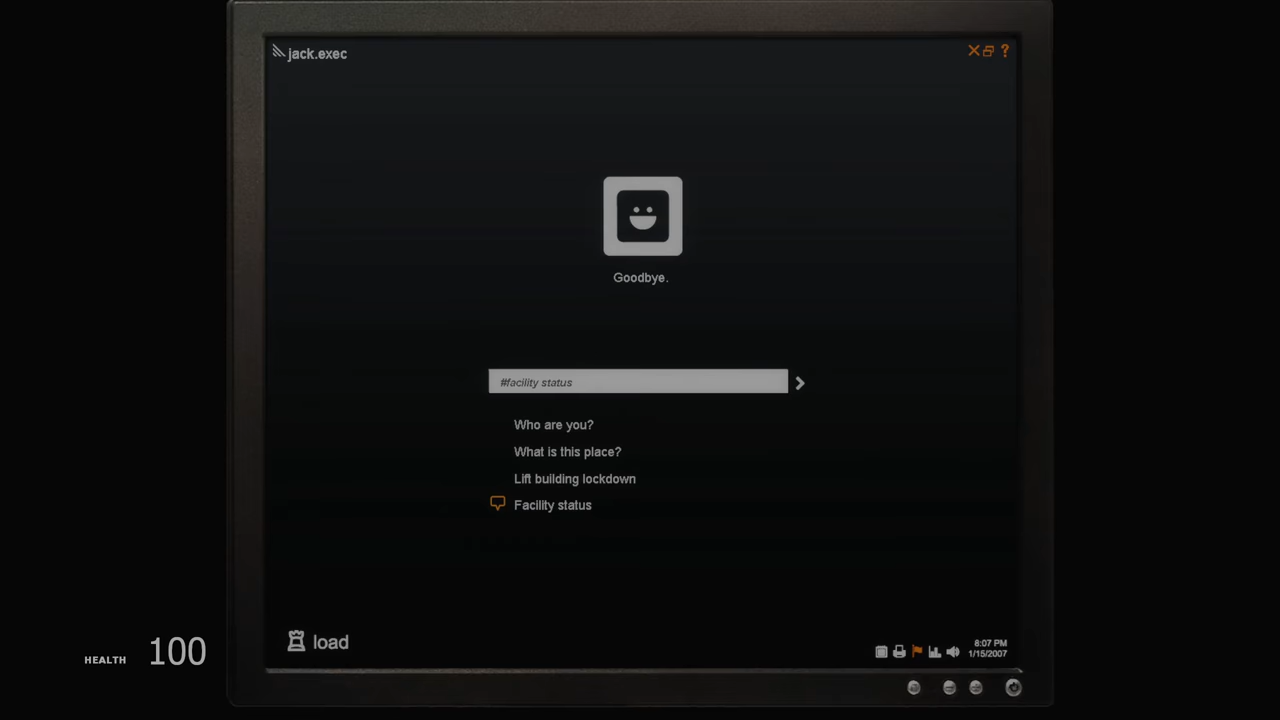 jack.exec
?
Goodbye.
#facility status
Who are you?
What is this place?
Lift building lockdown
Facility status
load
8:07 PM
1/15/2007
HEALTH 100